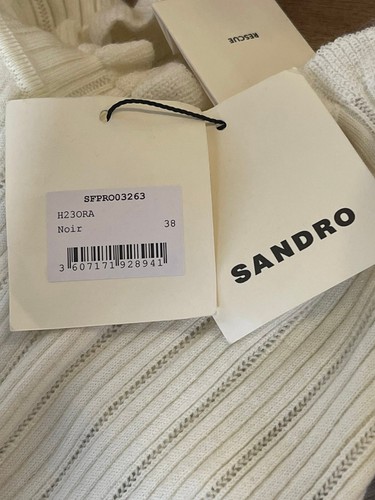 RESCUE
SFPRO03263
H23ORA
Noir 38
3 607171 928941
SANDRO